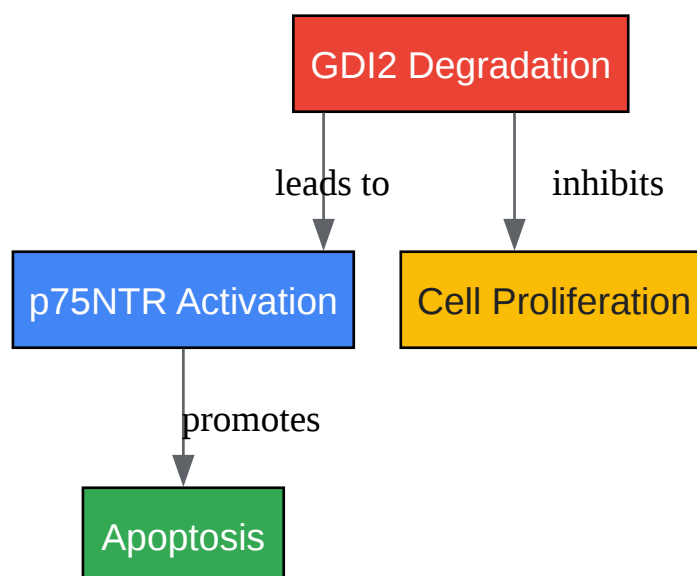 GDI2 Degradation
leads to
inhibits
p75NTR Activation
Cell Proliferation
promotes
Apoptosis